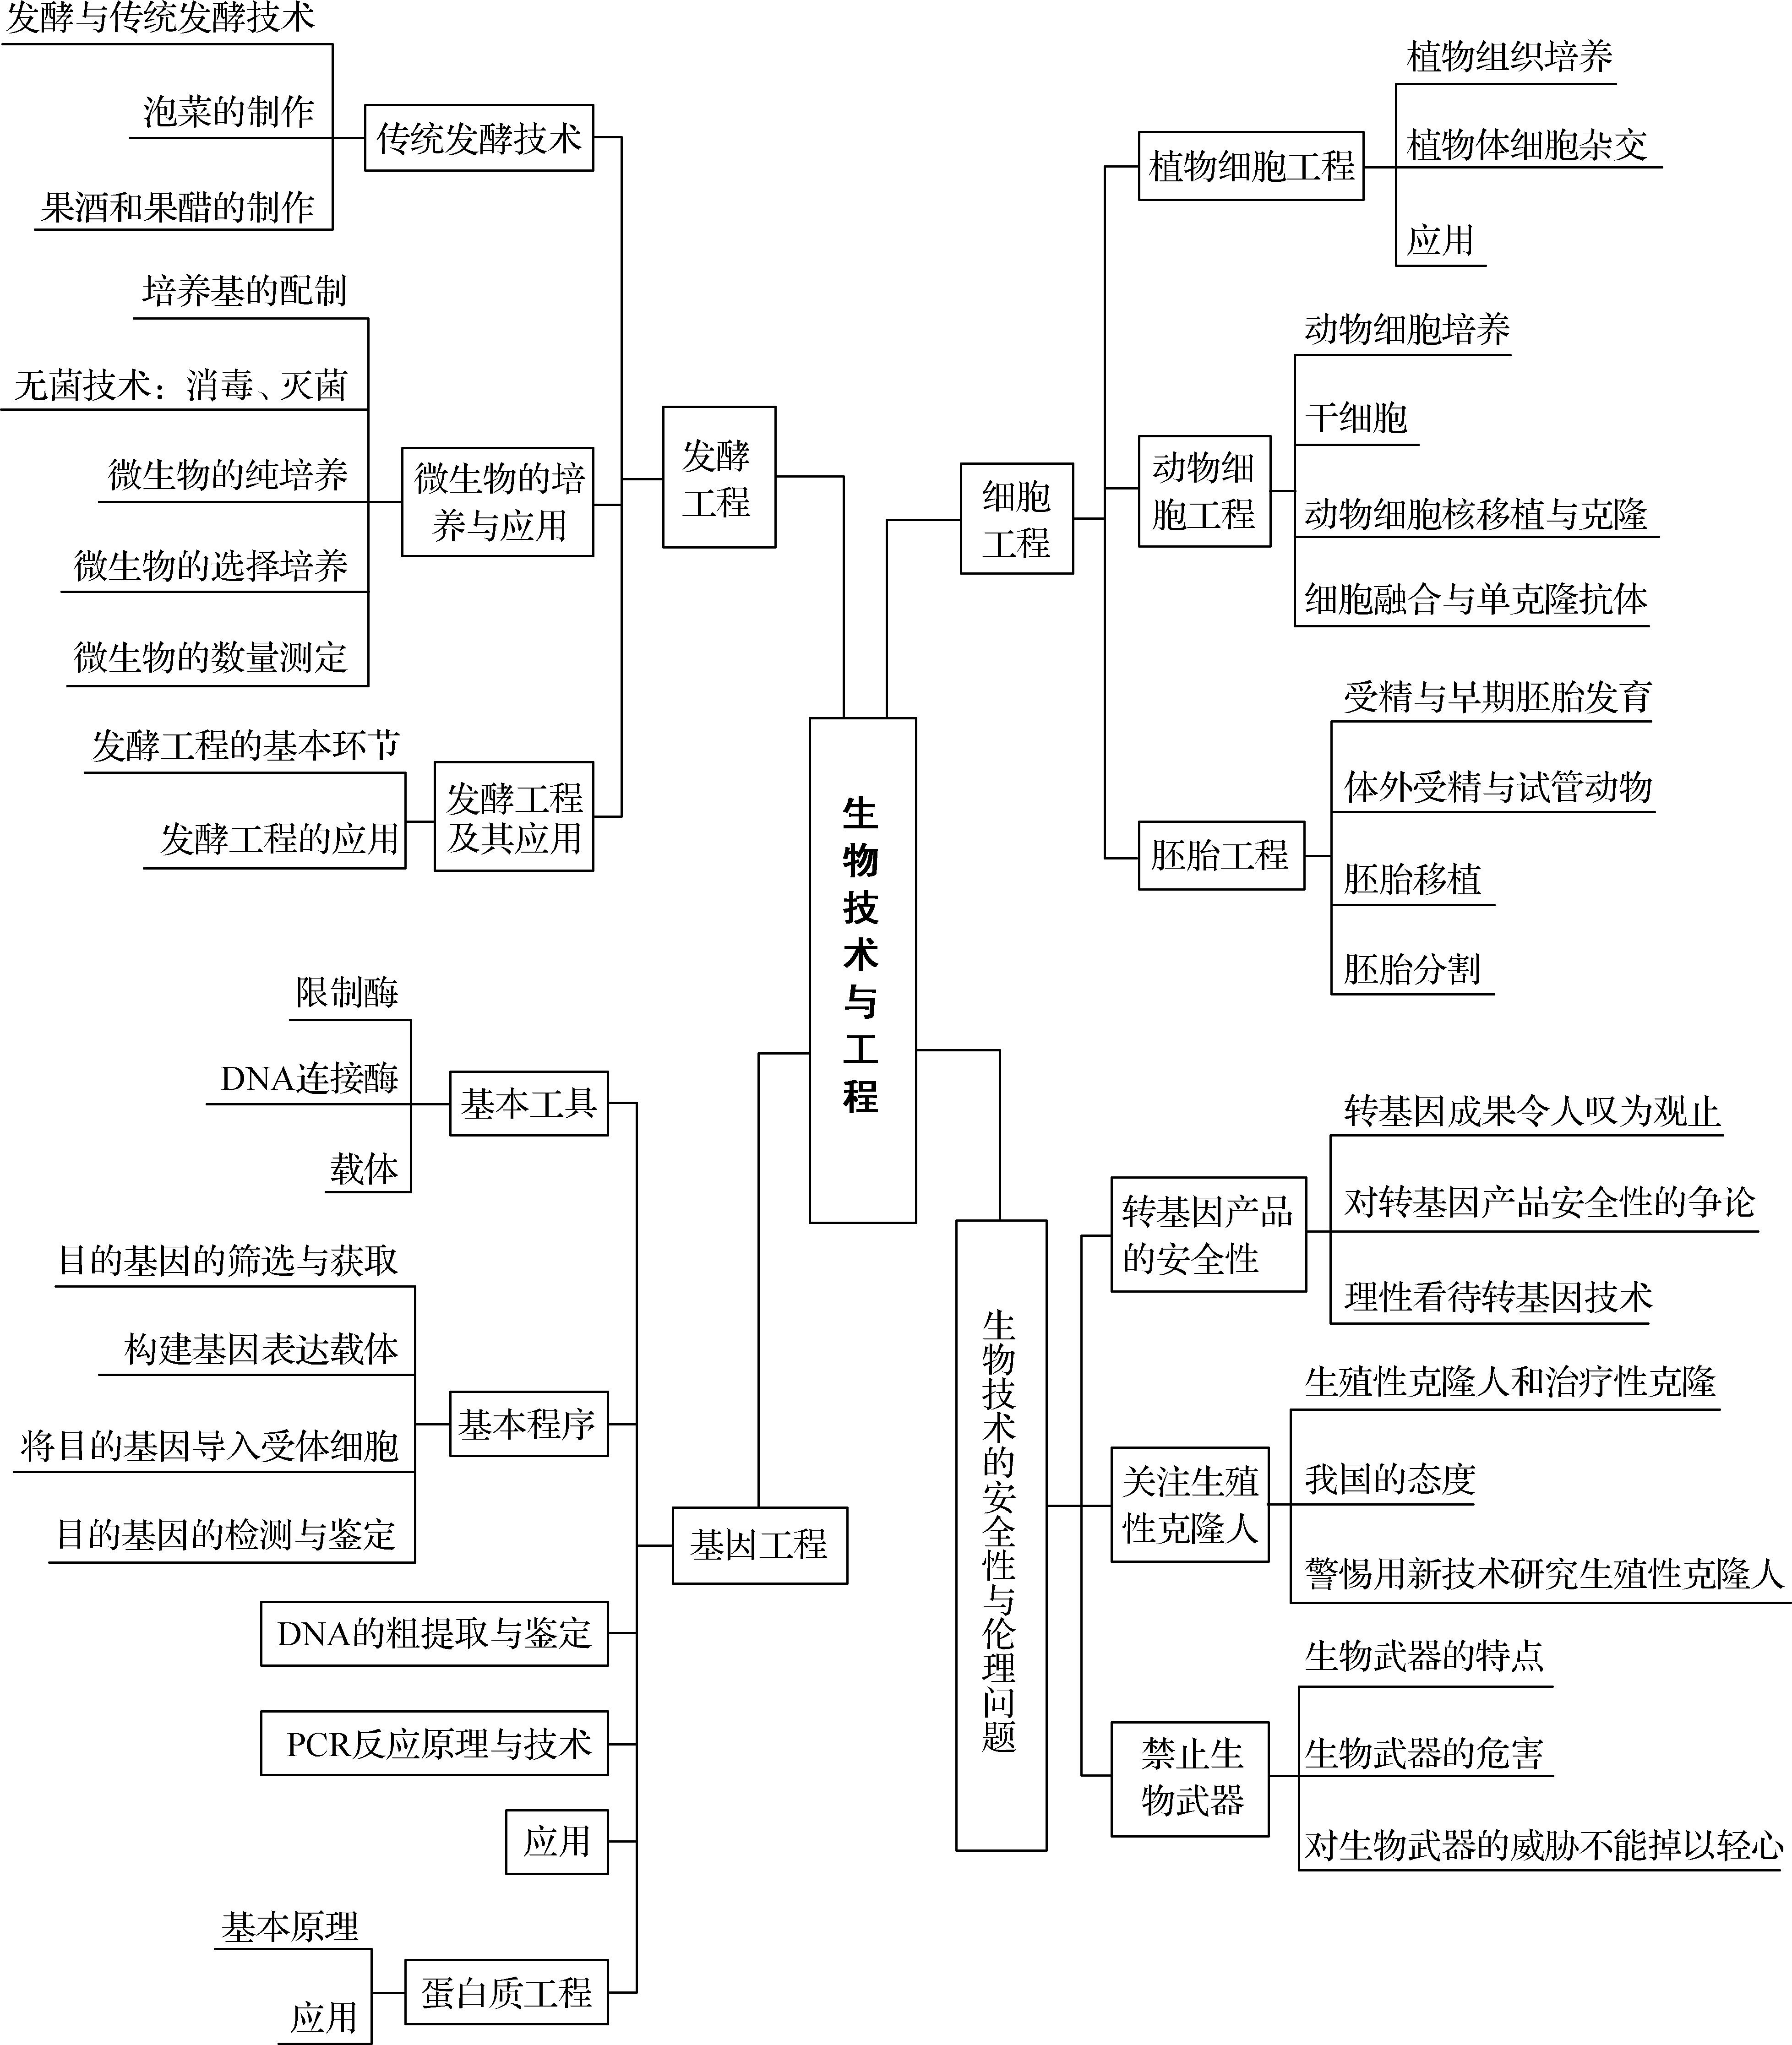 生物技术与工程
发酵
工程
传统发酵技术
发酵与传统发酵技术
泡菜的制作
果酒和果醋的制作
微生物的培
养与应用
培养基的配制
无菌技术：消毒、灭菌
微生物的纯培养
微生物的选择培养
微生物的数量测定
发酵工程
及其应用
发酵工程的基本环节
发酵工程的应用
细胞
工程
植物细胞工程
植物组织培养
植物体细胞杂交
应用
动物细
胞工程
动物细胞培养
干细胞
动物细胞核移植与克隆
细胞融合与单克隆抗体
胚胎工程
受精与早期胚胎发育
体外受精与试管动物
胚胎移植
胚胎分割
基因工程
基本工具
限制酶
DNA连接酶
载体
基本程序
目的基因的筛选与获取
构建基因表达载体
将目的基因导入受体细胞
目的基因的检测与鉴定
DNA的粗提取与鉴定
PCR反应原理与技术
应用
蛋白质工程
基本原理
应用
生物技术的安全性与伦理问题
转基因产品
的安全性
转基因成果令人叹为观止
对转基因产品安全性的争论
理性看待转基因技术
关注生殖
性克隆人
生殖性克隆人和治疗性克隆
我国的态度
警惕用新技术研究生殖性克隆人
禁止生
物武器
生物武器的特点
生物武器的危害
对生物武器的威胁不能掉以轻心